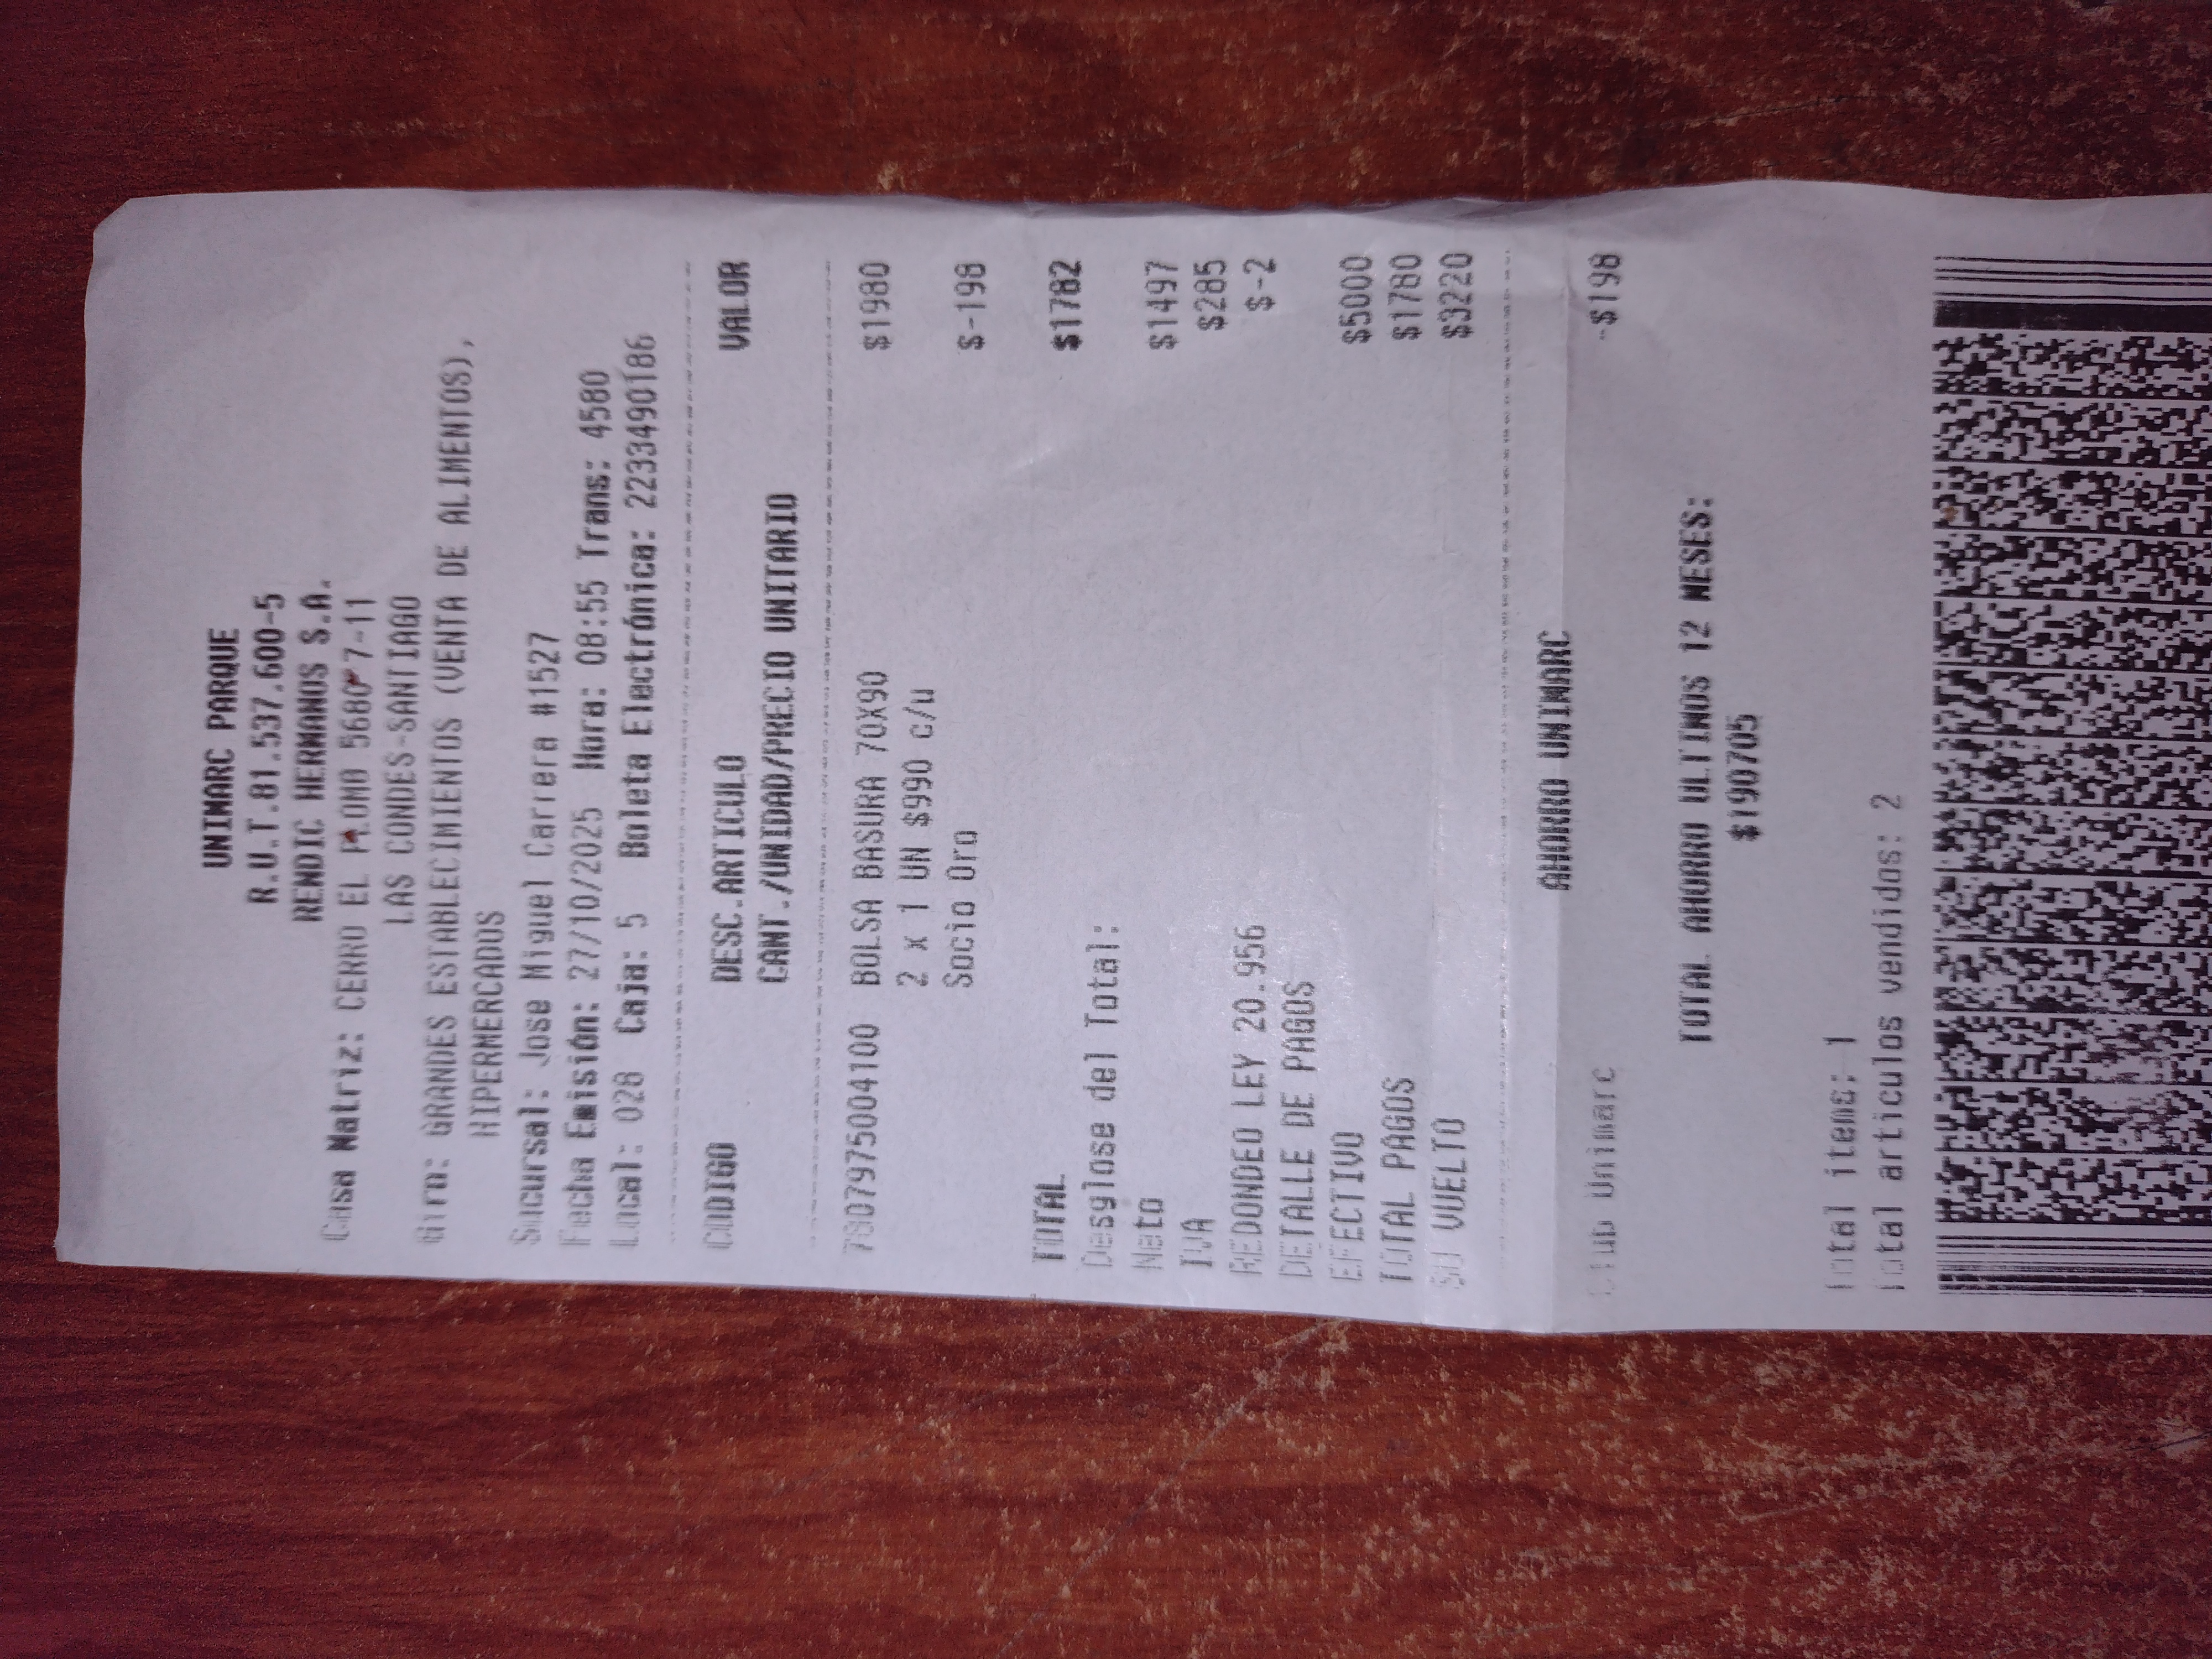 UNIMARC PARQUE
R.U.T.81.537.600-5
RENDIC HERMANOS S.A.
Casa Matriz: CERRO EL PLOMO 5680 7-11
LAS CONDES-SANTIAGO
Giro: GRANDES ESTABLECIMIENTOS (VENTA DE ALIMENTOS),
HIPERMERCADOS
Sucursal: Jose Miguel Carrera #1527
Fecha Emisión: 27/10/2025 Hora: 08:55 Trans: 4580
Local: 028 Caja: 5 Boleta Electrónica: 2233490186
CODIGO DESC.ARTICULO VALOR
CANT./UNIDAD/PRECIO UNITARIO
7807975004100 BOLSA BASURA 70X90 $1980
2 x 1 UN $990 c/u
Socio Oro $-198
TOTAL $1782
Desglose del Total:
Neto $1497
IVA $285
REDONDEO LEY 20.956 $-2
DETALLE DE PAGOS
EFECTIVO $5000
TOTAL PAGOS $1780
SU VUELTO $3220
AHORRO UNIMARC
Club Unimarc -$198
TOTAL AHORRO ULTIMOS 12 MESES:
$190705
Total items: 1
Total articulos vendidos: 2